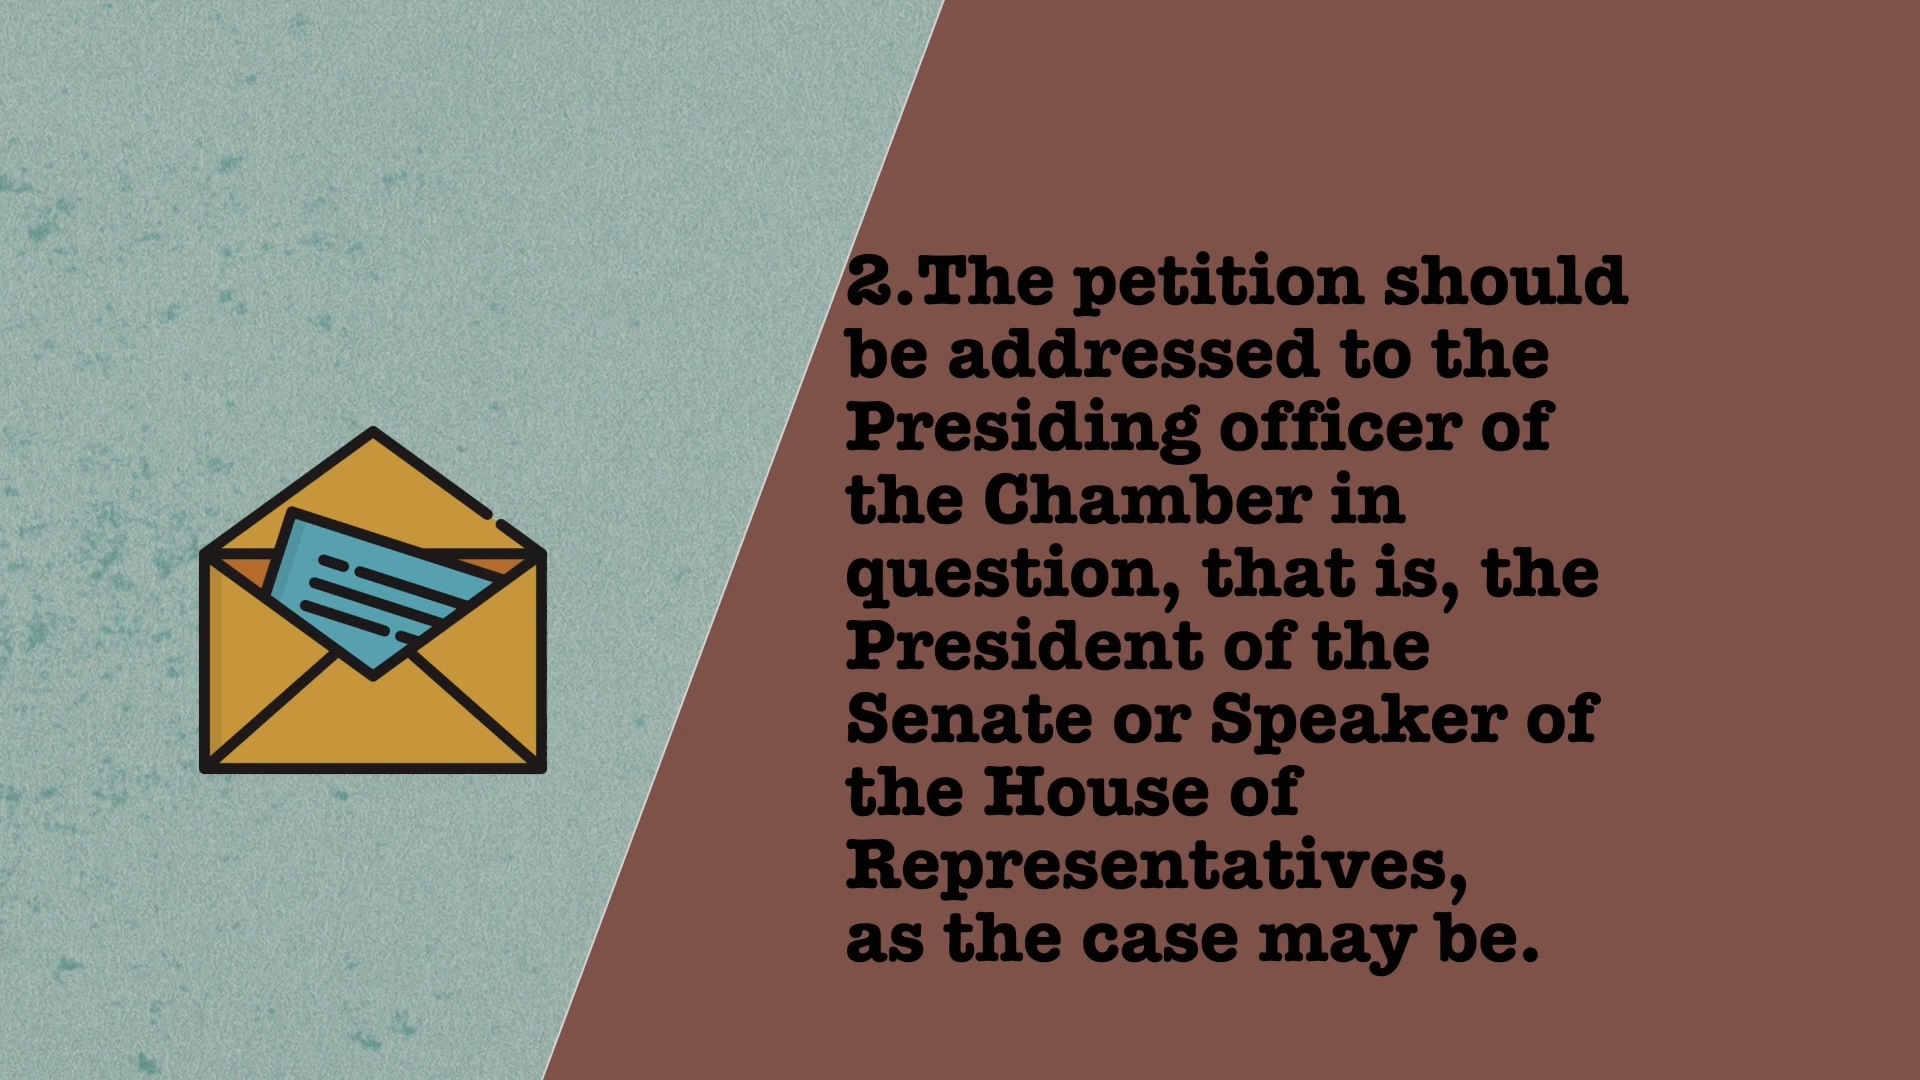 2.The petition should
be addressed to the
Presiding officer of
the Chamber in
question, that is, the
President of the
Senate or Speaker of
the House of
Representatives,
as the case may be.